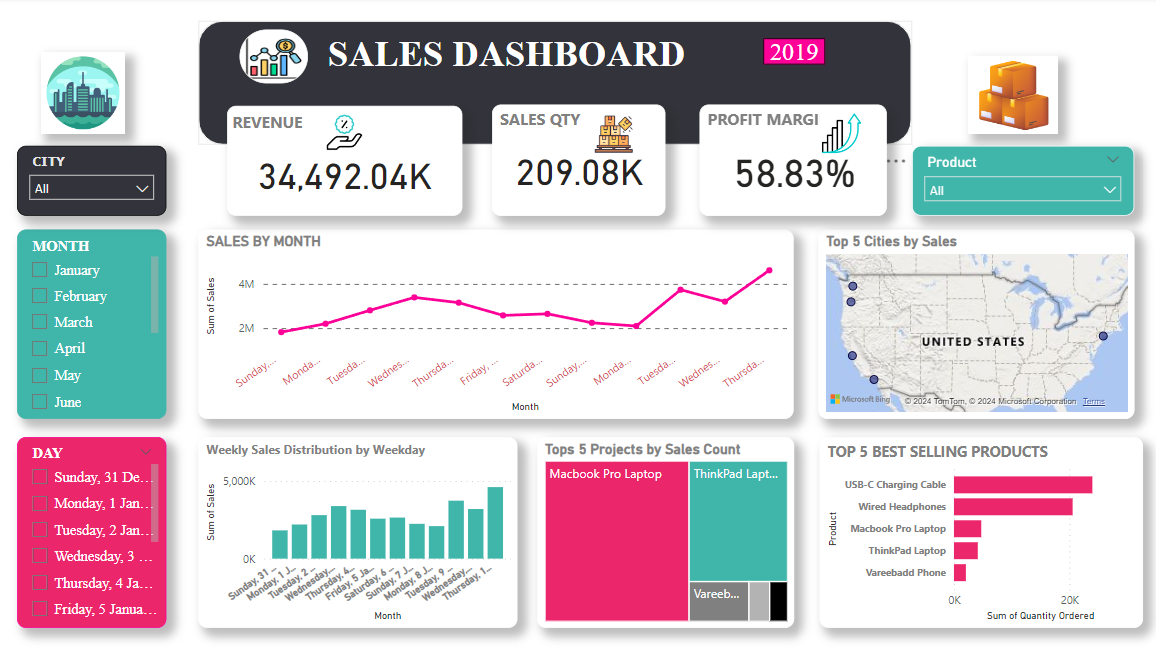 SALES DASHBOARD
2019
REVENUE
34,492.04K
SALES QTY
209.08K
PROFIT MARGI
58.83%
CITY
All
Product
All
MONTH
January
February
March
April
May
June
SALES BY MONTH
Sum of Sales
4M
2M
Sunday,...
Monda...
Tuesda...
Wednes...
Thursda...
Friday, ...
Saturda...
Sunday,...
Monda...
Tuesda...
Wednes...
Thursda...
Month
Top 5 Cities by Sales
UNITED STATES
Microsoft Bing
© 2024 TomTom, © 2024 Microsoft Corporation Terms
DAY
Sunday, 31 De...
Monday, 1 Jan...
Tuesday, 2 Jan...
Wednesday, 3 ...
Thursday, 4 Ja...
Friday, 5 Janua...
Weekly Sales Distribution by Weekday
Sum of Sales
5,000K
0K
Sunday, 31 ...
Monday, 1 J...
Tuesday, 2 ...
Wednesday...
Thursday, 4...
Friday, 5 Ja...
Saturday, 6 ...
Sunday, 7 J...
Monday, 8 J...
Tuesday, 9 ...
Wednesday...
Thursday, 1...
Month
Tops 5 Projects by Sales Count
Macbook Pro Laptop
ThinkPad Lapt...
Vareeb...
TOP 5 BEST SELLING PRODUCTS
Product
USB-C Charging Cable
Wired Headphones
Macbook Pro Laptop
ThinkPad Laptop
Vareebadd Phone
0K
20K
Sum of Quantity Ordered